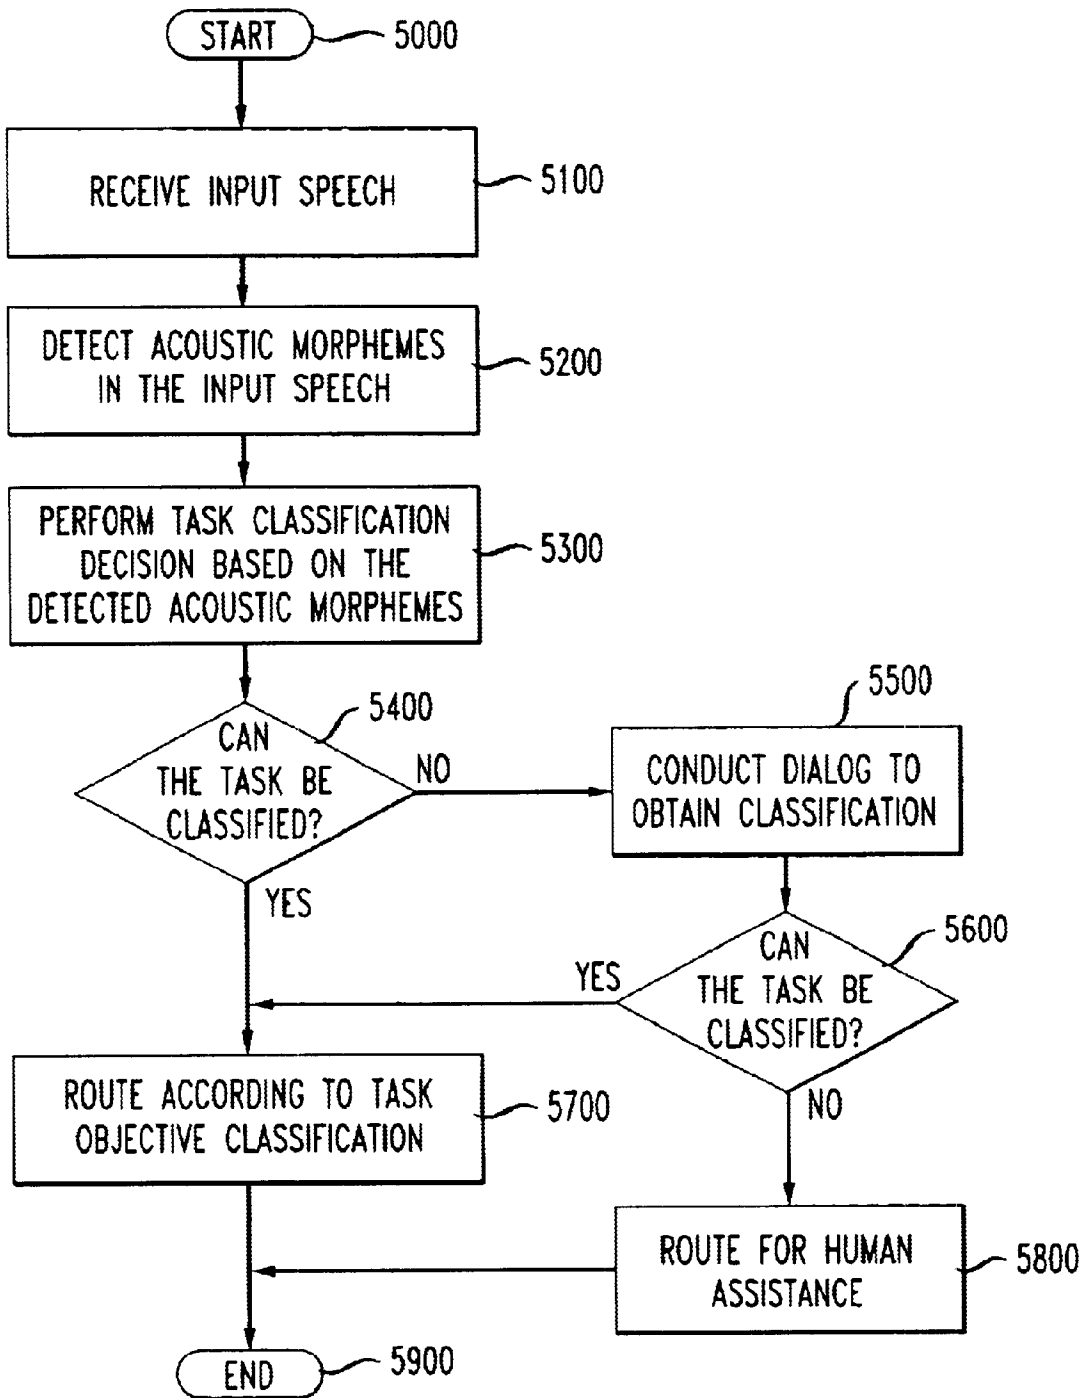 START
5000
RECEIVE INPUT SPEECH
5100
DETECT ACOUSTIC MORPHEMES
IN THE INPUT SPEECH
5200
PERFORM TASK CLASSIFICATION
DECISION BASED ON THE
DETECTED ACOUSTIC MORPHEMES
5300
CAN
THE TASK BE
CLASSIFIED?
5400
NO
YES
5500
CONDUCT DIALOG TO
OBTAIN CLASSIFICATION
CAN
THE TASK BE
CLASSIFIED?
5600
YES
NO
ROUTE ACCORDING TO TASK
OBJECTIVE CLASSIFICATION
5700
ROUTE FOR HUMAN
ASSISTANCE
5800
END
5900